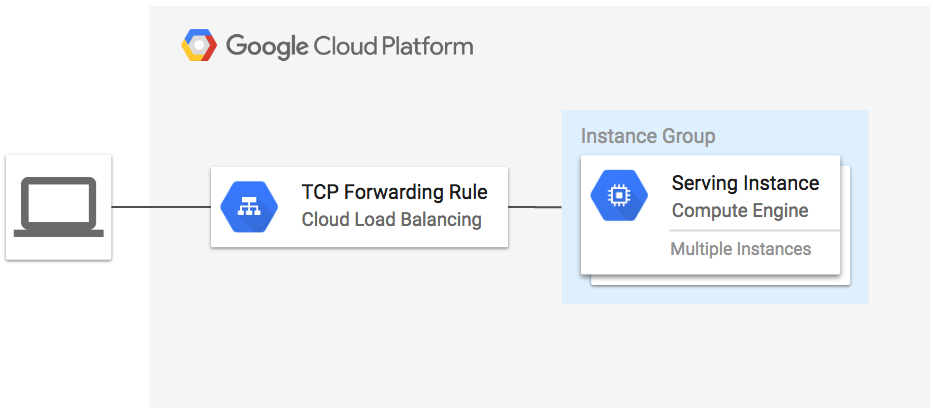 Google Cloud Platform
Instance Group
TCP Forwarding Rule
Cloud Load Balancing
Serving Instance
Compute Engine
Multiple Instances